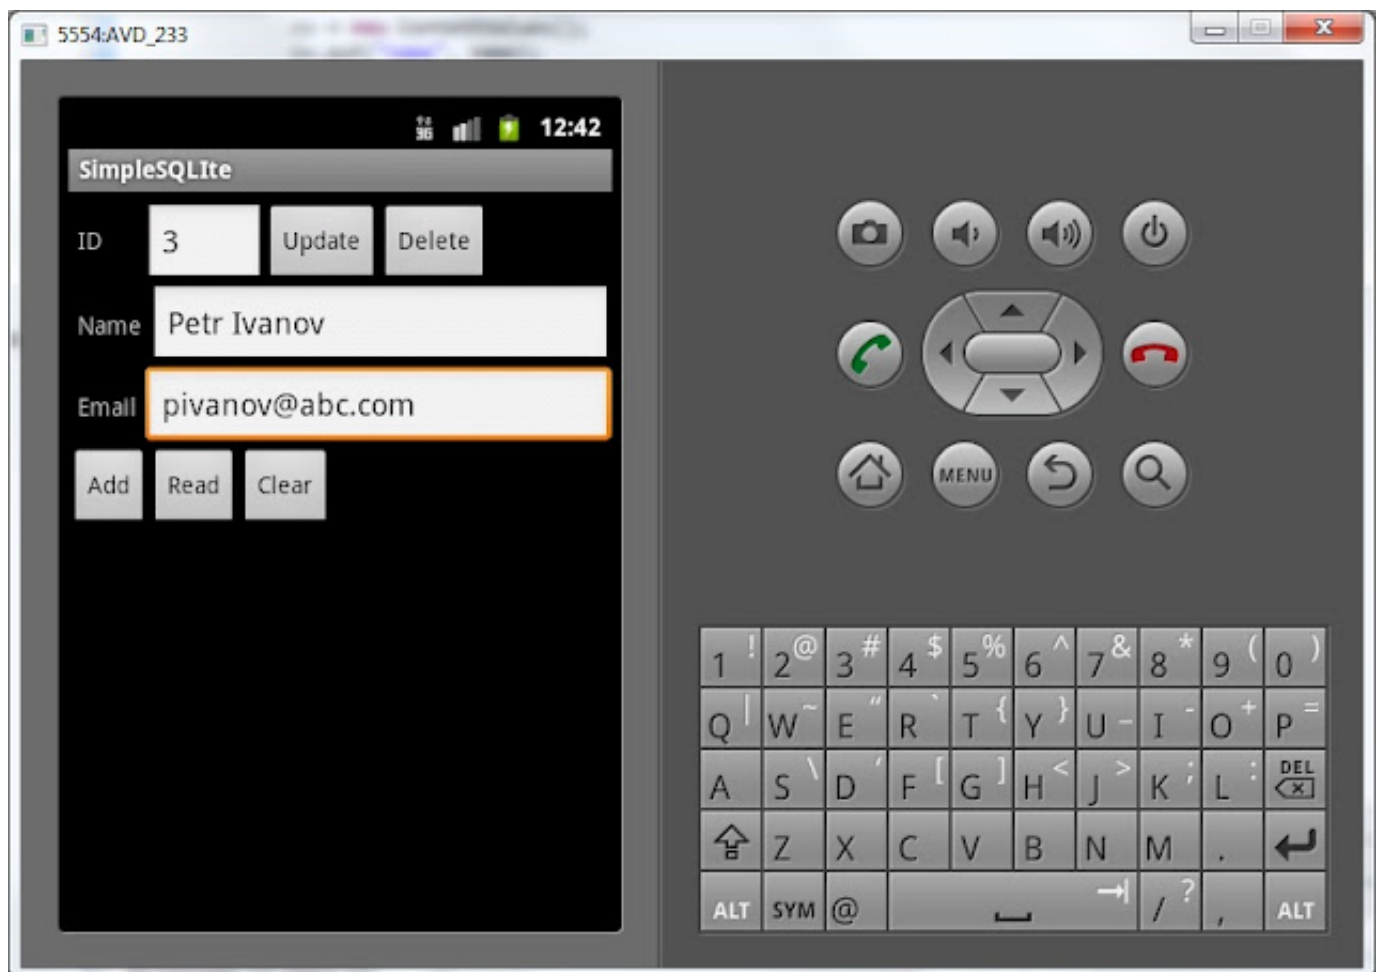 5554:AVD_233
3G 12:42
SimpleSQLIte
ID 3 Update Delete
Name Petr Ivanov
Email pivanov@abc.com
Add Read Clear
MENU
1 ! 2 @ 3 # 4 $ 5 % 6 ^ 7 & 8 * 9 ( 0 )
Q | W ~ E " R ` T { Y } U _ I - O + P =
A S \ D ' F [ G ] H < J > K ; L : DEL
Z X C V B N M .
ALT SYM @ / ? , ALT